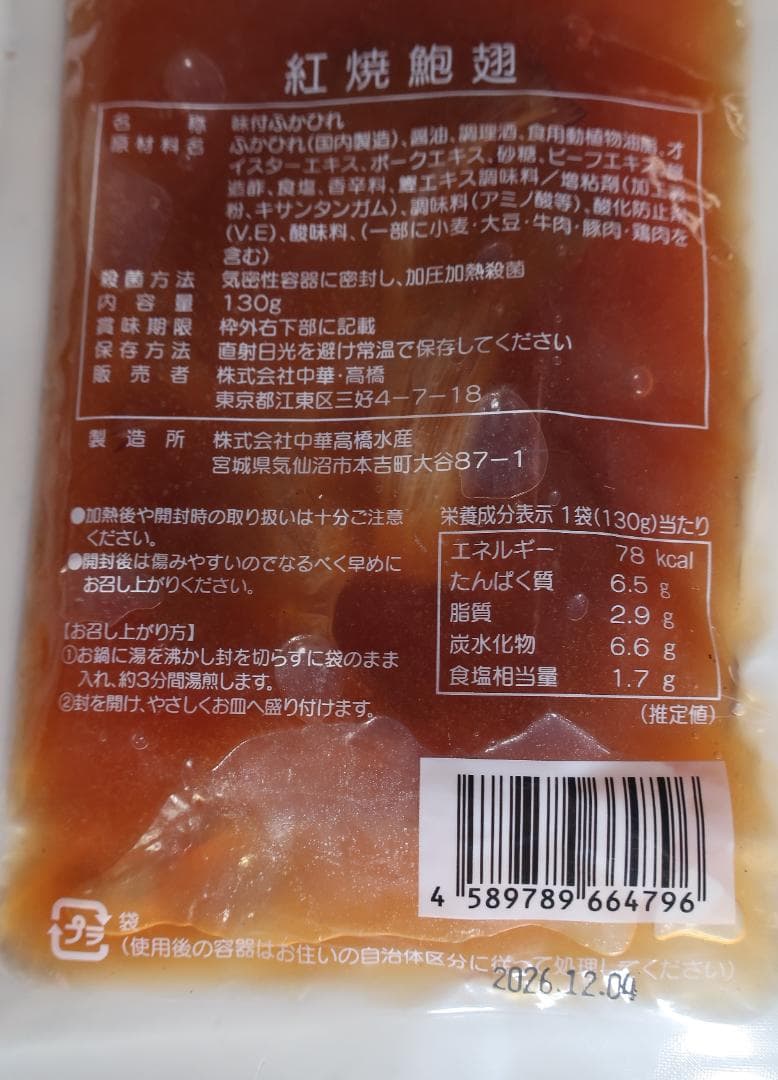 紅焼鮑翅
名称 味付ふかひれ
原材料名 ふかひれ(国内製造)、醤油、調理酒、食用動植物油脂、オ
イスターエキス、ポークエキス、砂糖、ビーフエキス、醸
造酢、食塩、香辛料、鰹エキス調味料/増粘剤(加工澱
粉、キサンタンガム)、調味料(アミノ酸等)、酸化防止剤
(V.E)、酸味料、(一部に小麦・大豆・牛肉・豚肉・鶏肉を
含む)
殺菌方法 気密性容器に密封し、加圧加熱殺菌
内容量 130g
賞味期限 枠外右下部に記載
保存方法 直射日光を避け常温で保存してください
販売者 株式会社中華・高橋
東京都江東区三好4-7-18
製造所 株式会社中華高橋水産
宮城県気仙沼市本吉町大谷87-1
●加熱後や開封時の取り扱いは十分ご注意
ください。
●開封後は傷みやすいのでなるべく早めに
お召し上がりください。
【お召し上がり方】
①お鍋に湯を沸かし封を切らずに袋のまま
入れ、約3分間湯煎します。
②封を開け、やさしくお皿へ盛り付けます。
栄養成分表示 1袋(130g)当たり
エネルギー 78 kcal
たんぱく質 6.5 g
脂質 2.9 g
炭水化物 6.6 g
食塩相当量 1.7 g
(推定値)
4 589789 664796
プラ 袋
(使用後の容器はお住いの自治体区分に従って処理してください)
2026.12.04